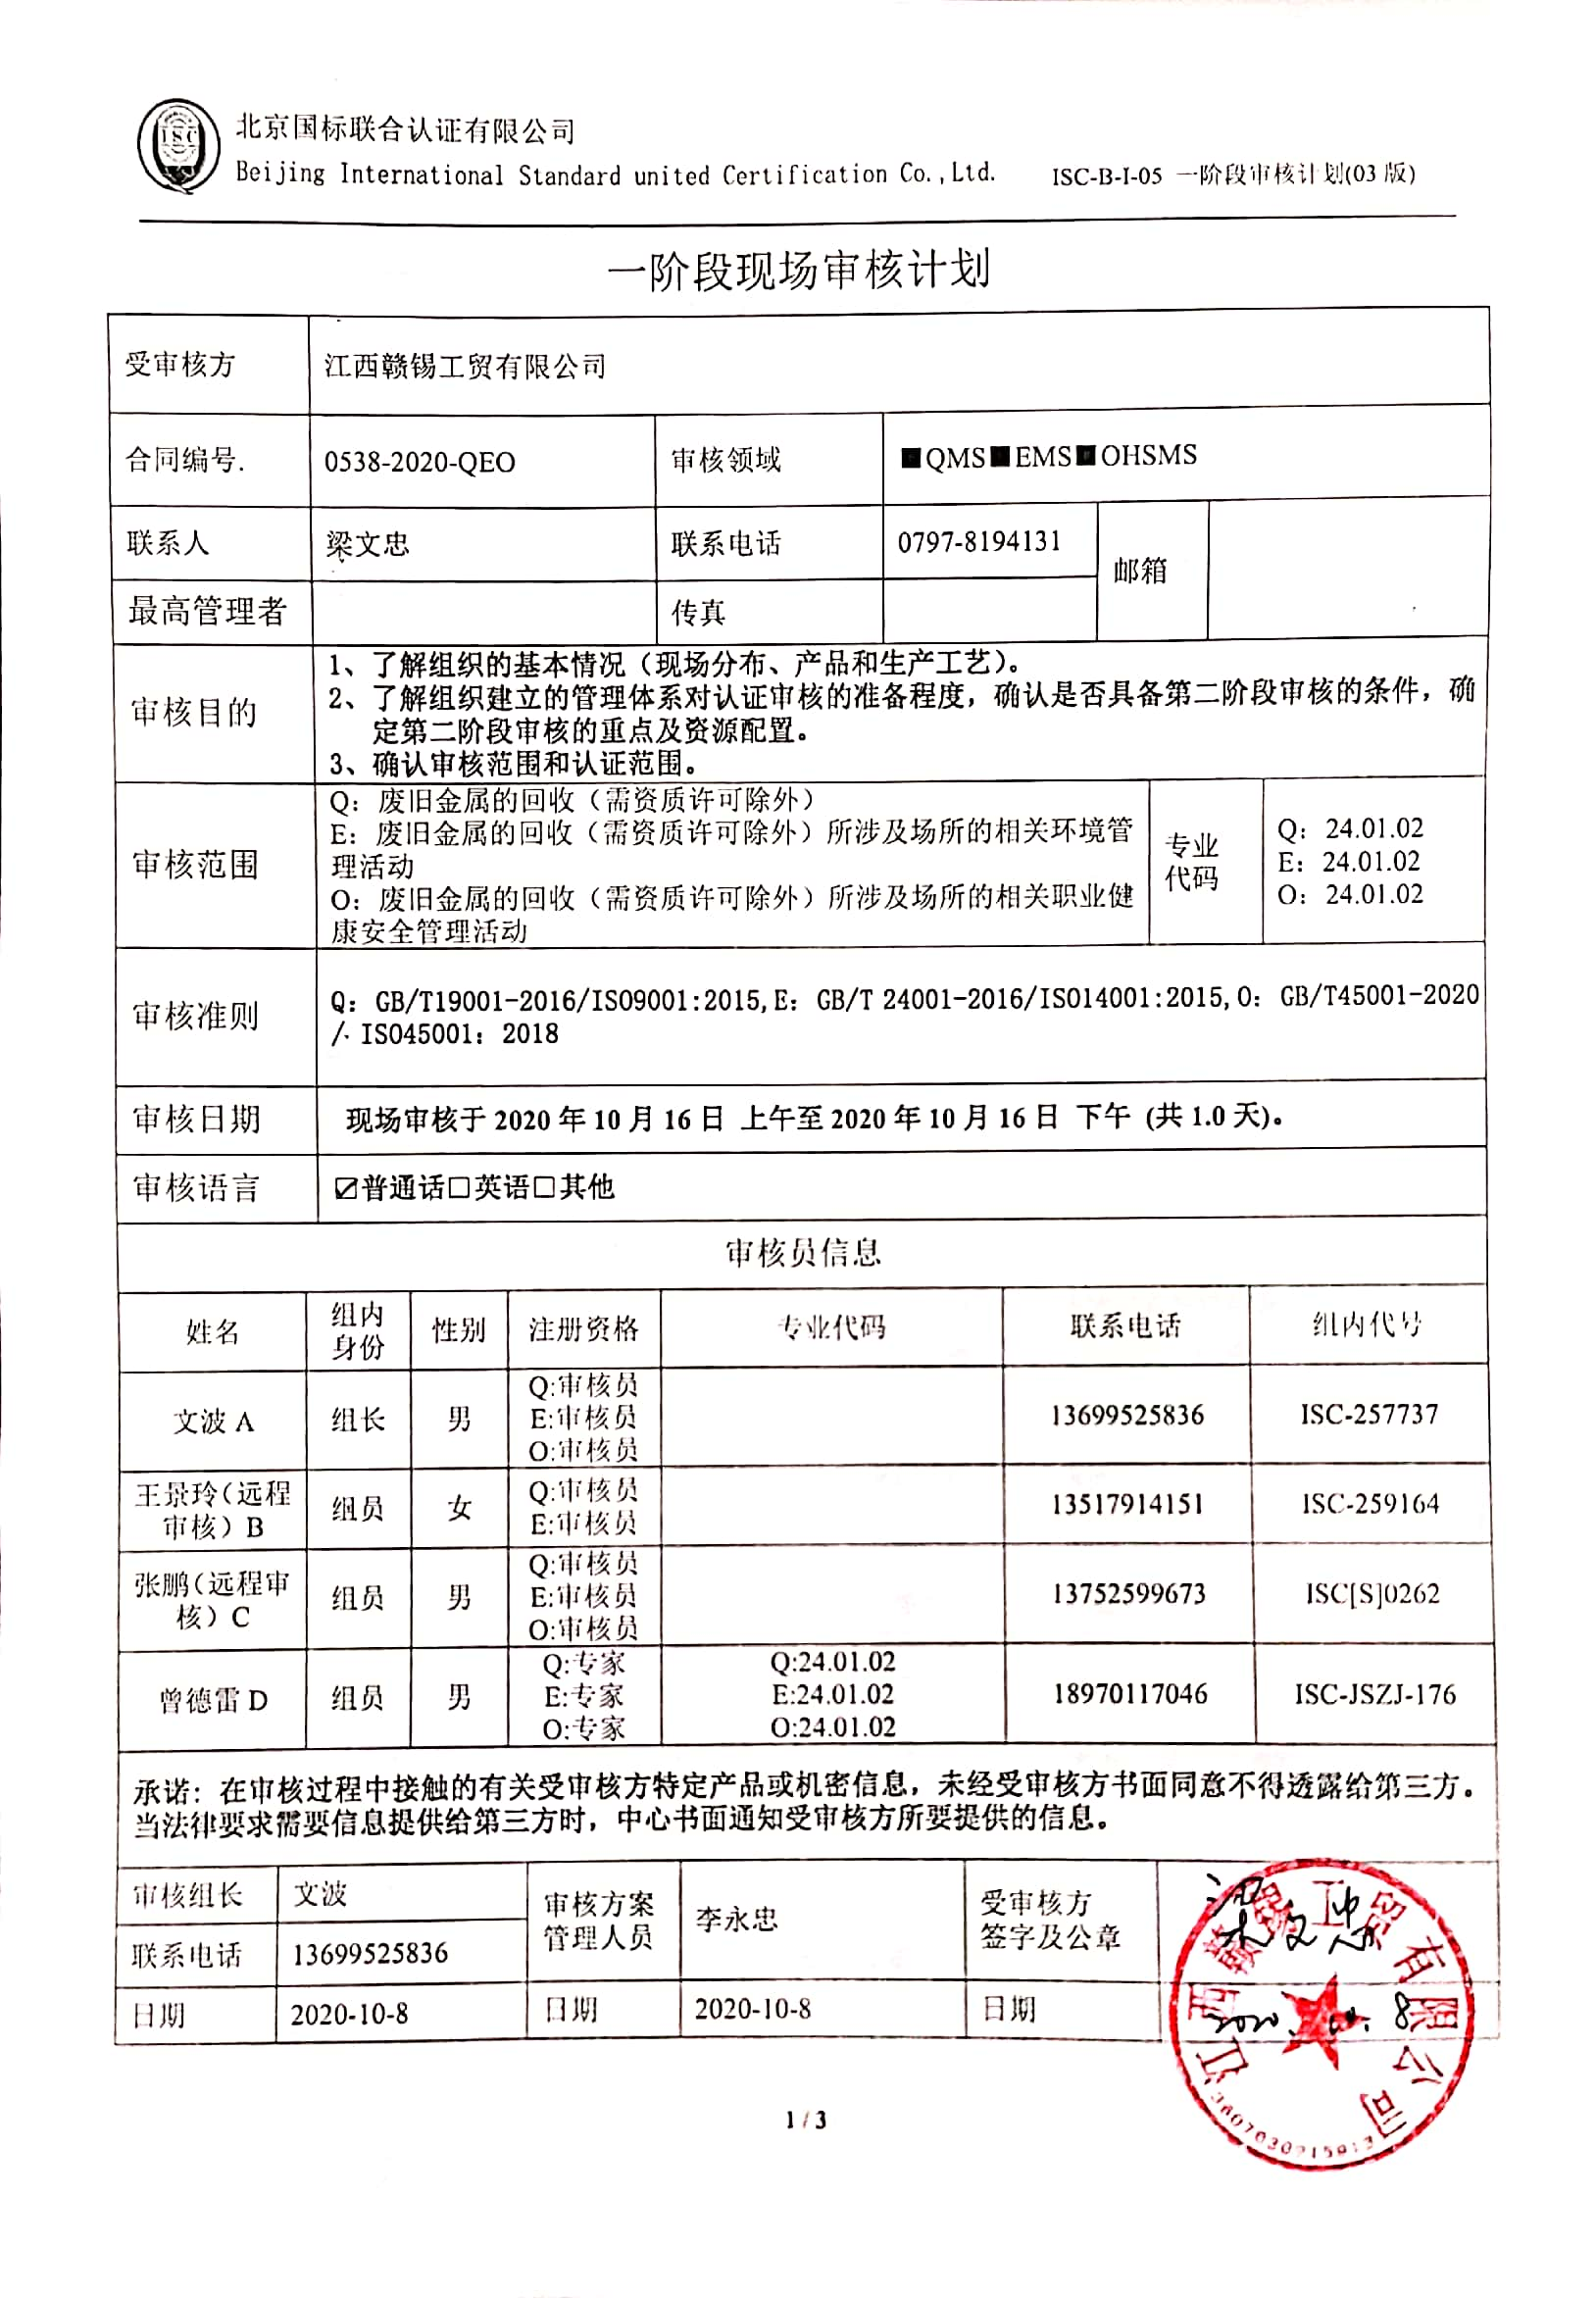 ISC
北京国标联合认证有限公司
Beijing International Standard united Certification Co.,Ltd.
ISC-B-I-05 一阶段审核计划(03版)
一阶段现场审核计划
受审核方
江西赣锡工贸有限公司
合同编号.
0538-2020-QEO
审核领域
■QMS■EMS■OHSMS
联系人
梁文忠
联系电话
0797-8194131
邮箱
最高管理者
传真
审核目的
1、了解组织的基本情况（现场分布、产品和生产工艺）。
2、了解组织建立的管理体系对认证审核的准备程度，确认是否具备第二阶段审核的条件，确
定第二阶段审核的重点及资源配置。
3、确认审核范围和认证范围。
审核范围
Q：废旧金属的回收（需资质许可除外）
E：废旧金属的回收（需资质许可除外）所涉及场所的相关环境管
理活动
O：废旧金属的回收（需资质许可除外）所涉及场所的相关职业健
康安全管理活动
专业
代码
Q：24.01.02
E：24.01.02
O：24.01.02
审核准则
Q：GB/T19001-2016/ISO9001:2015,E：GB/T 24001-2016/ISO14001:2015,O：GB/T45001-2020
/ ISO45001：2018
审核日期
现场审核于 2020 年 10 月 16 日 上午至 2020 年 10 月 16 日 下午 (共 1.0 天)。
审核语言
☑普通话□英语□其他
审核员信息
姓名
组内
身份
性别
注册资格
专业代码
联系电话
组内代号
文波 A
组长
男
Q:审核员
E:审核员
O:审核员
13699525836
ISC-257737
王景玲（远程
审核）B
组员
女
Q:审核员
E:审核员
13517914151
ISC-259164
张鹏（远程审
核）C
组员
男
Q:审核员
E:审核员
O:审核员
13752599673
ISC[S]0262
曾德雷 D
组员
男
Q:专家
E:专家
O:专家
Q:24.01.02
E:24.01.02
O:24.01.02
18970117046
ISC-JSZJ-176
承诺：在审核过程中接触的有关受审核方特定产品或机密信息，未经受审核方书面同意不得透露给第三方。
当法律要求需要信息提供给第三方时，中心书面通知受审核方所要提供的信息。
审核组长
文波
审核方案
管理人员
李永忠
受审核方
签字及公章
梁文忠
联系电话
13699525836
日期
2020-10-8
日期
2020-10-8
日期
2020.10.8
江西赣锡工贸有限公司
1 / 3